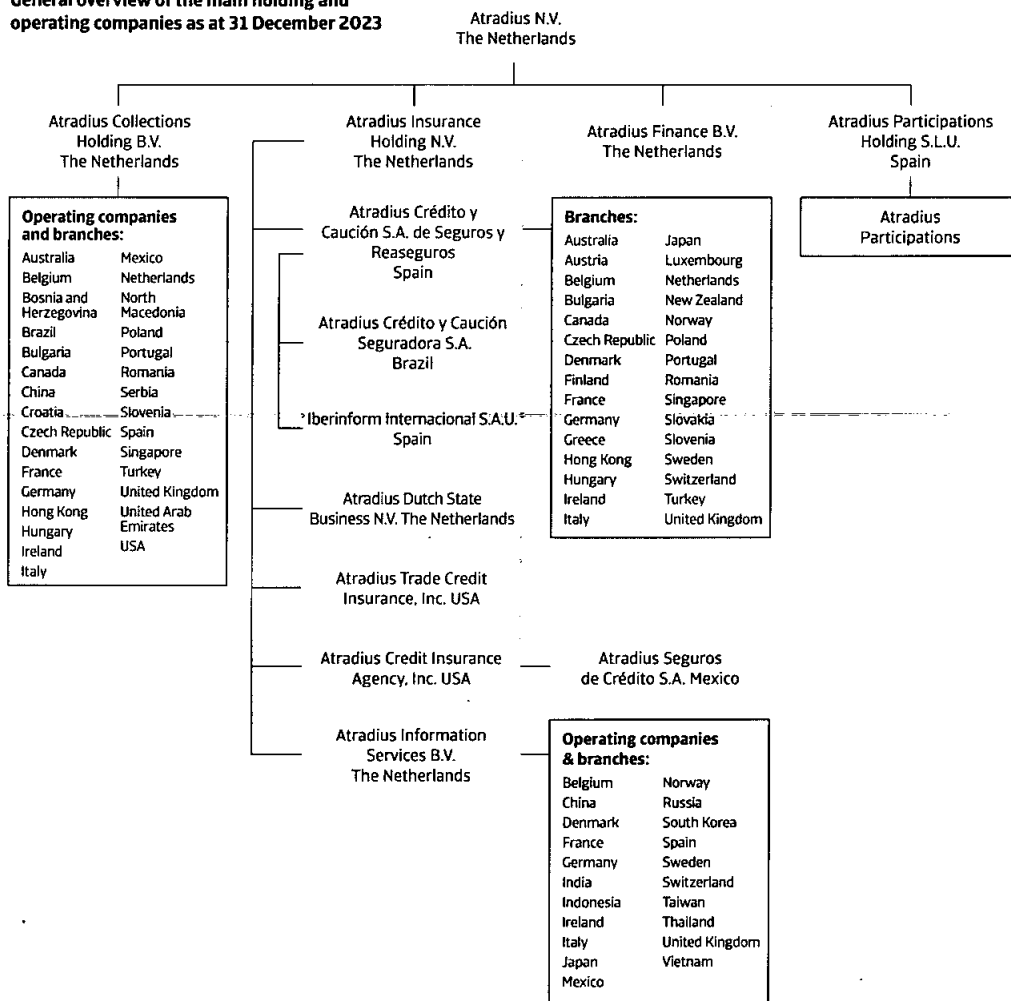 General overview of the main holding and
operating companies as at 31 December 2023
Atradius N.V.
The Netherlands
Atradius Collections
Holding B.V.
The Netherlands
Atradius Insurance
Holding N.V.
The Netherlands
Atradius Finance B.V.
The Netherlands
Atradius Participations
Holding S.L.U.
Spain
Operating companies
and branches:
Australia
Belgium
Bosnia and
Herzegovina
Brazil
Bulgaria
Canada
China
Croatia
Czech Republic
Denmark
France
Germany
Hong Kong
Hungary
Ireland
Italy
Mexico
Netherlands
North
Macedonia
Poland
Portugal
Romania
Serbia
Slovenia
Spain
Singapore
Turkey
United Kingdom
United Arab
Emirates
USA
Atradius Crédito y
Caución S.A. de Seguros y
Reaseguros
Spain
Atradius Crédito y Caución
Seguradora S.A.
Brazil
Iberinform Internacional S.A.U.
Spain
Atradius Dutch State
Business N.V. The Netherlands
Atradius Trade Credit
Insurance, Inc. USA
Atradius Credit Insurance
Agency, Inc. USA
Atradius Information
Services B.V.
The Netherlands
Branches:
Australia
Austria
Belgium
Bulgaria
Canada
Czech Republic
Denmark
Finland
France
Germany
Greece
Hong Kong
Hungary
Ireland
Italy
Japan
Luxembourg
Netherlands
New Zealand
Norway
Poland
Portugal
Romania
Singapore
Slovakia
Slovenia
Sweden
Switzerland
Turkey
United Kingdom
Atradius
Participations
Atradius Seguros
de Crédito S.A. Mexico
Operating companies
& branches:
Belgium
China
Denmark
France
Germany
India
Indonesia
Ireland
Italy
Japan
Mexico
Norway
Russia
South Korea
Spain
Sweden
Switzerland
Taiwan
Thailand
United Kingdom
Vietnam